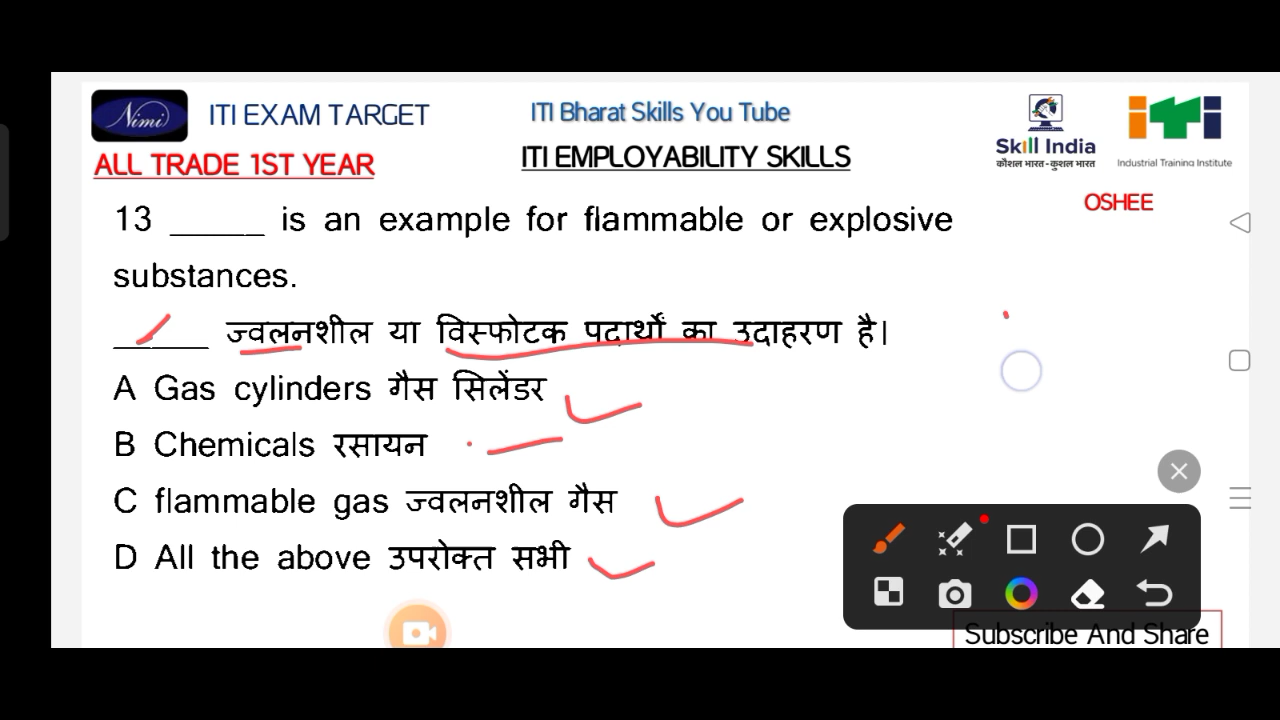 Nimi
ITI EXAM TARGET
ITI Bharat Skills You Tube
Skill India
कौशल भारत - कुशल भारत
iTi
Industrial Training Institute
ALL TRADE 1ST YEAR
ITI EMPLOYABILITY SKILLS
OSHEE
13 _____ is an example for flammable or explosive
substances.
_____ ज्वलनशील या विस्फोटक पदार्थों का उदाहरण है।
A Gas cylinders गैस सिलेंडर
B Chemicals रसायन
C flammable gas ज्वलनशील गैस
D All the above उपरोक्त सभी
Subscribe And Share